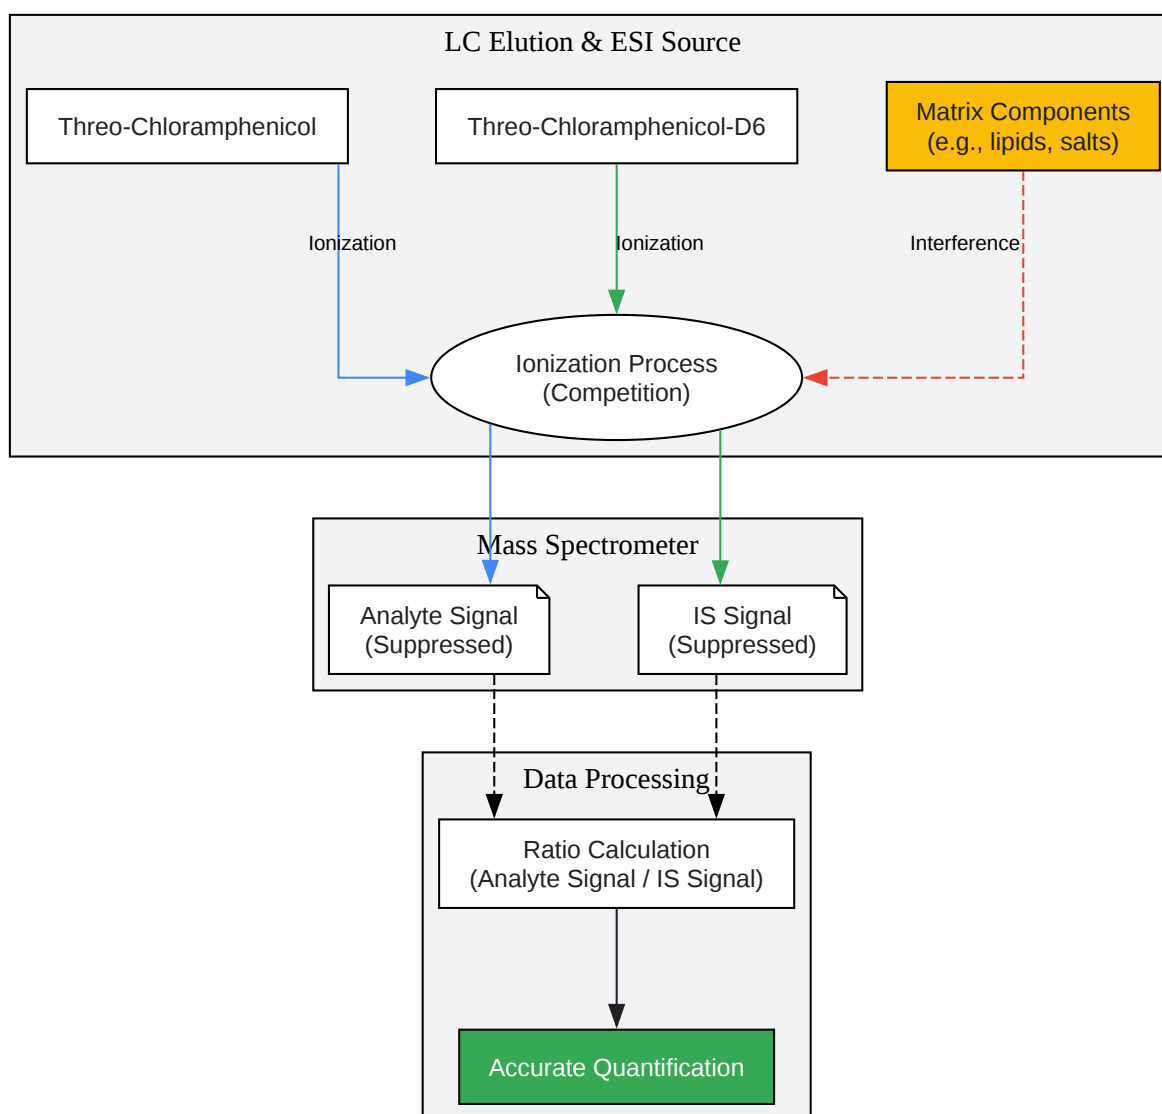 LC Elution & ESI Source
Threo-Chloramphenicol
Threo-Chloramphenicol-D6
Matrix Components
(e.g., lipids, salts)
Ionization
Ionization
Interference
Ionization Process
(Competition)
Mass Spectrometer
Analyte Signal
(Suppressed)
IS Signal
(Suppressed)
Data Processing
Ratio Calculation
(Analyte Signal / IS Signal)
Accurate Quantification